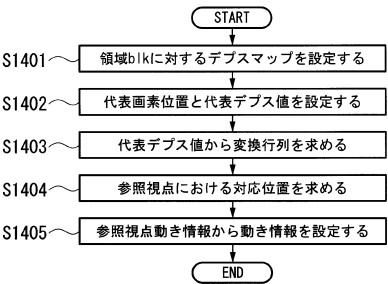 START
S1401 領域blkに対するデプスマップを設定する
S1402 代表画素位置と代表デプス値を設定する
S1403 代表デプス値から変換行列を求める
S1404 参照視点における対応位置を求める
S1405 参照視点動き情報から動き情報を設定する
END